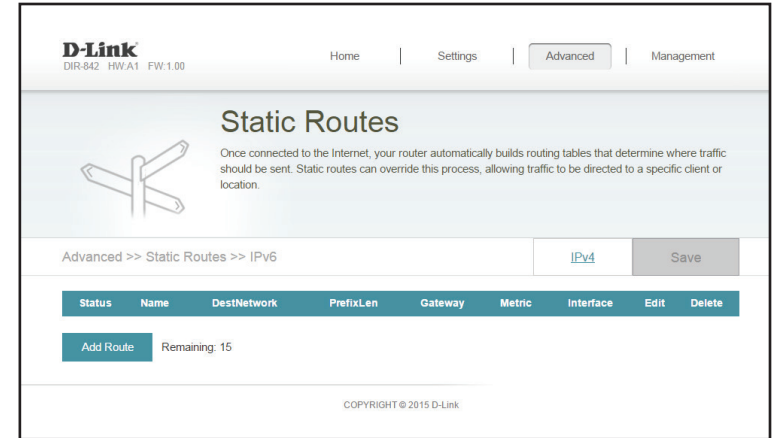 D-Link
DIR-842 HW:A1 FW:1.00
Home | Settings | Advanced | Management
Static Routes
Once connected to the Internet, your router automatically builds routing tables that determine where traffic
should be sent. Static routes can override this process, allowing traffic to be directed to a specific client or
location.
Advanced >> Static Routes >> IPv6
IPv4
Save
Status Name DestNetwork PrefixLen Gateway Metric Interface Edit Delete
Add Route Remaining: 15
COPYRIGHT © 2015 D-Link